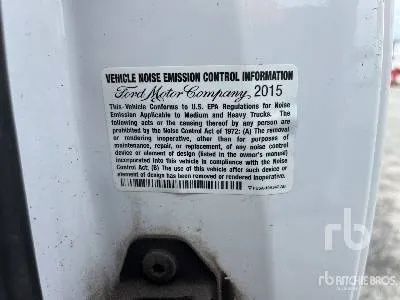 VEHICLE NOISE EMISSION CONTROL INFORMATION
Ford Motor Company 2015
This Vehicle Conforms to U.S. EPA Regulations for Noise
Emission Applicable to Medium and Heavy Trucks. The
following acts or the causing thereof by any person are
prohibited by the Noise Control Act of 1972: (A) The removal
or rendering inoperative, other than for purposes of
maintenance, repair, or replacement, of any noise control
device or element of design (listed in the owner's manual)
incorporated into this vehicle in compliance with the Noise
Control Act. (B) The use of this vehicle after such device or
element of design has been removed or rendered inoperative.
rb
RITCHIE BROS.